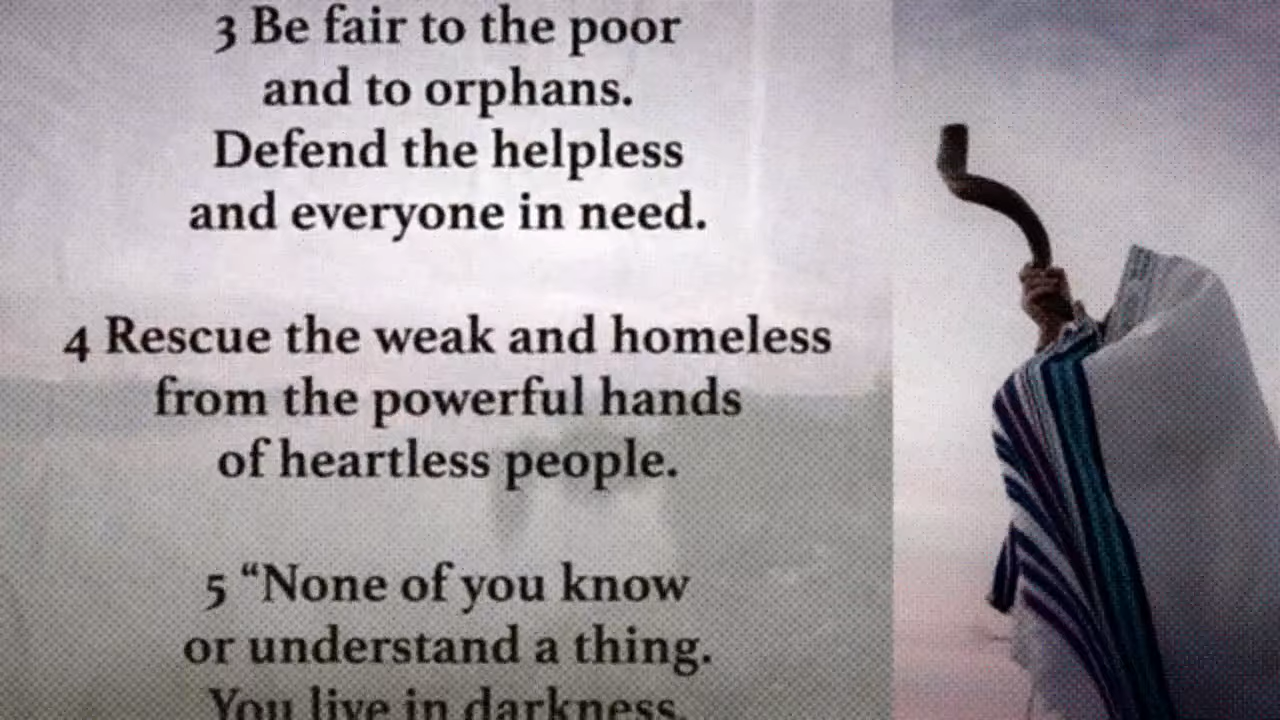 3 Be fair to the poor
and to orphans.
Defend the helpless
and everyone in need.
4 Rescue the weak and homeless
from the powerful hands
of heartless people.
5 “None of you know
or understand a thing.
You live in darkness,